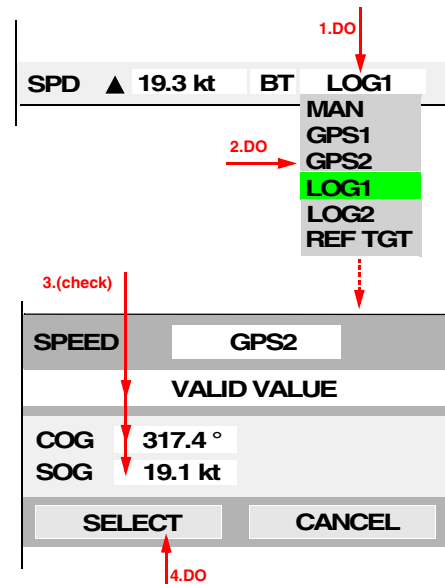 1.DO
SPD ▲ 19.3 kt BT LOG1
MAN
GPS1
2.DO
GPS2
LOG1
LOG2
REF TGT
3.(check)
SPEED GPS2
VALID VALUE
COG 317.4 °
SOG 19.1 kt
SELECT CANCEL
4.DO